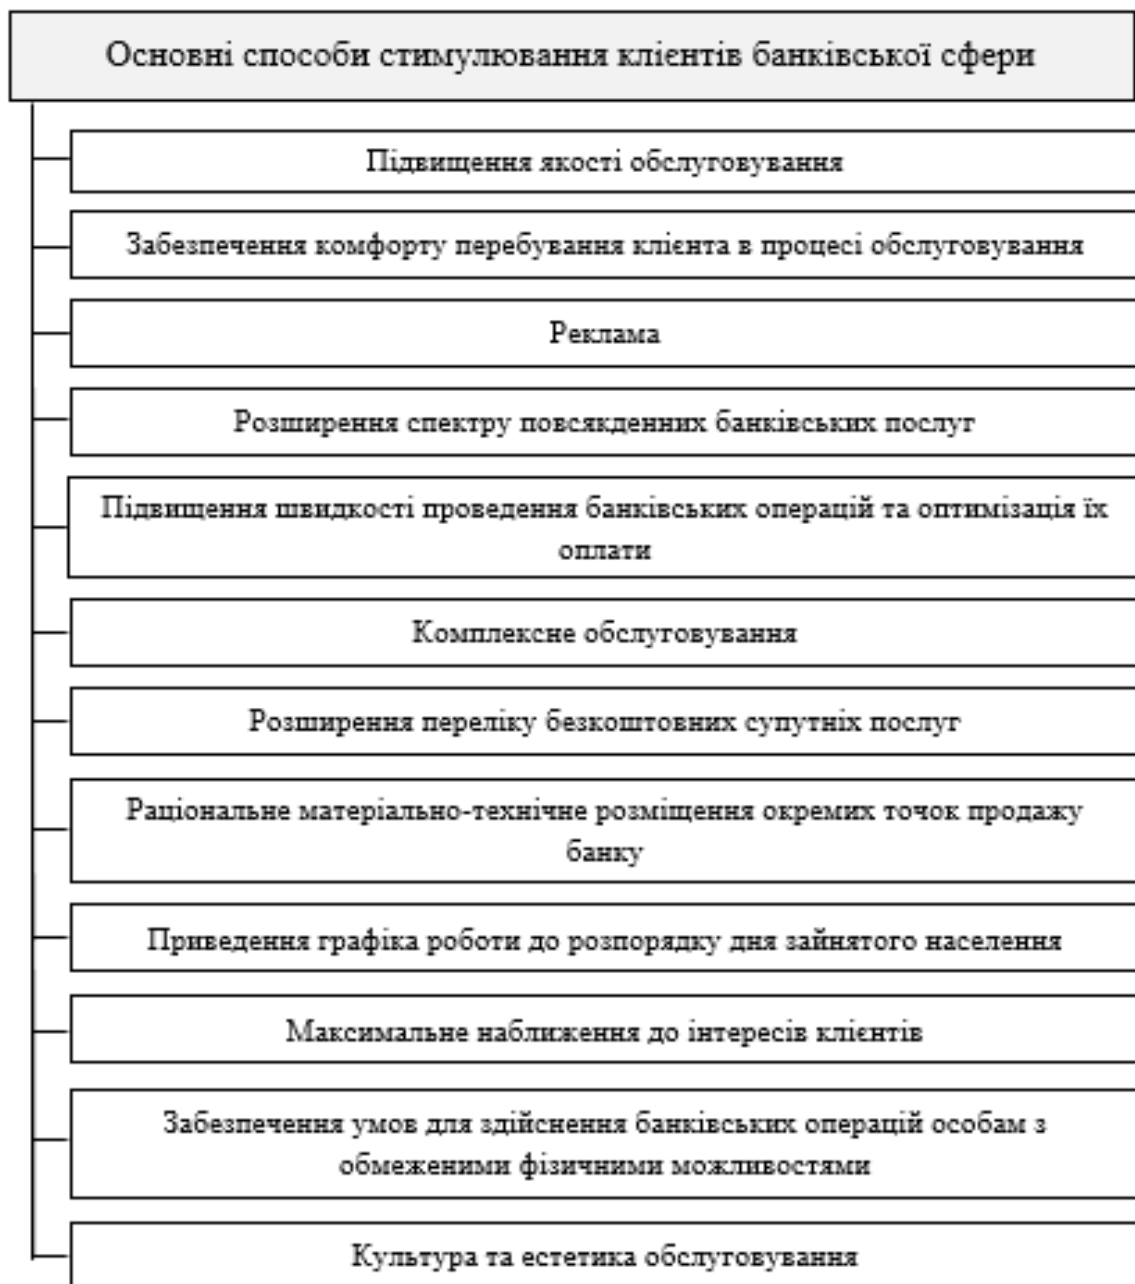 Основні способи стимулювання клієнтів банківської сфери
Підвищення якості обслуговування
Забезпечення комфорту перебування клієнта в процесі обслуговування
Реклама
Розширення спектру повсякденних банківських послуг
Підвищення швидкості проведення банківських операцій та оптимізація їх
оплати
Комплексне обслуговування
Розширення переліку безкоштовних супутніх послуг
Раціональне матеріально-технічне розміщення окремих точок продажу
банку
Приведення графіка роботи до розпорядку дня зайнятого населення
Максимальне наближення до інтересів клієнтів
Забезпечення умов для здійснення банківських операцій особам з
обмеженими фізичними можливостями
Культура та естетика обслуговування